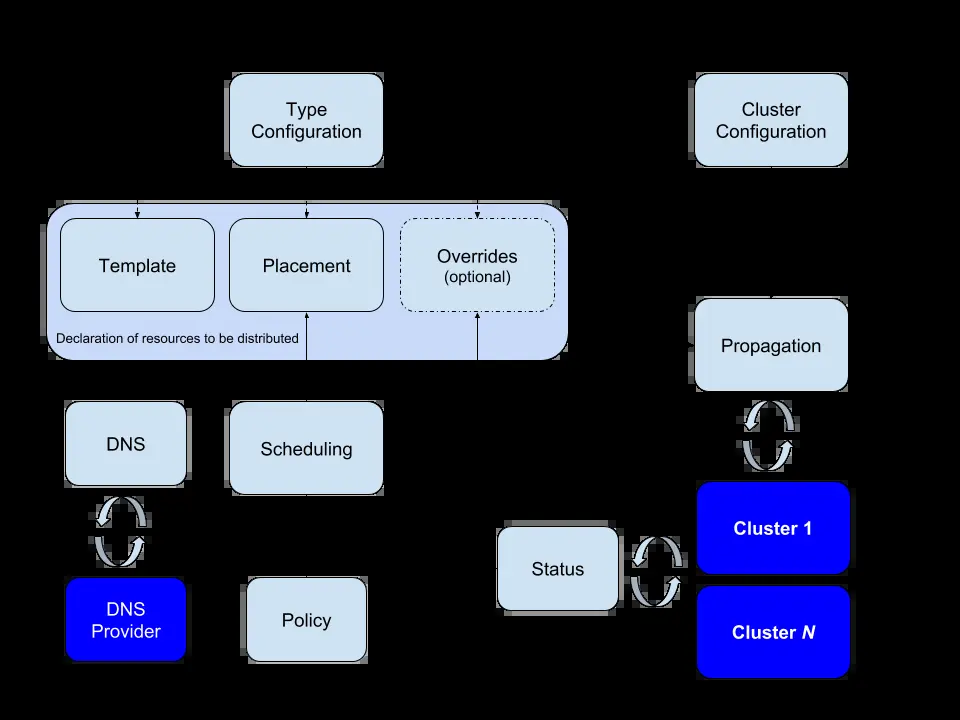 Type
Configuration
Cluster
Configuration
Template
Placement
Overrides
(optional)
Declaration of resources to be distributed
Propagation
DNS
Scheduling
Cluster 1
Status
DNS
Provider
Policy
Cluster N